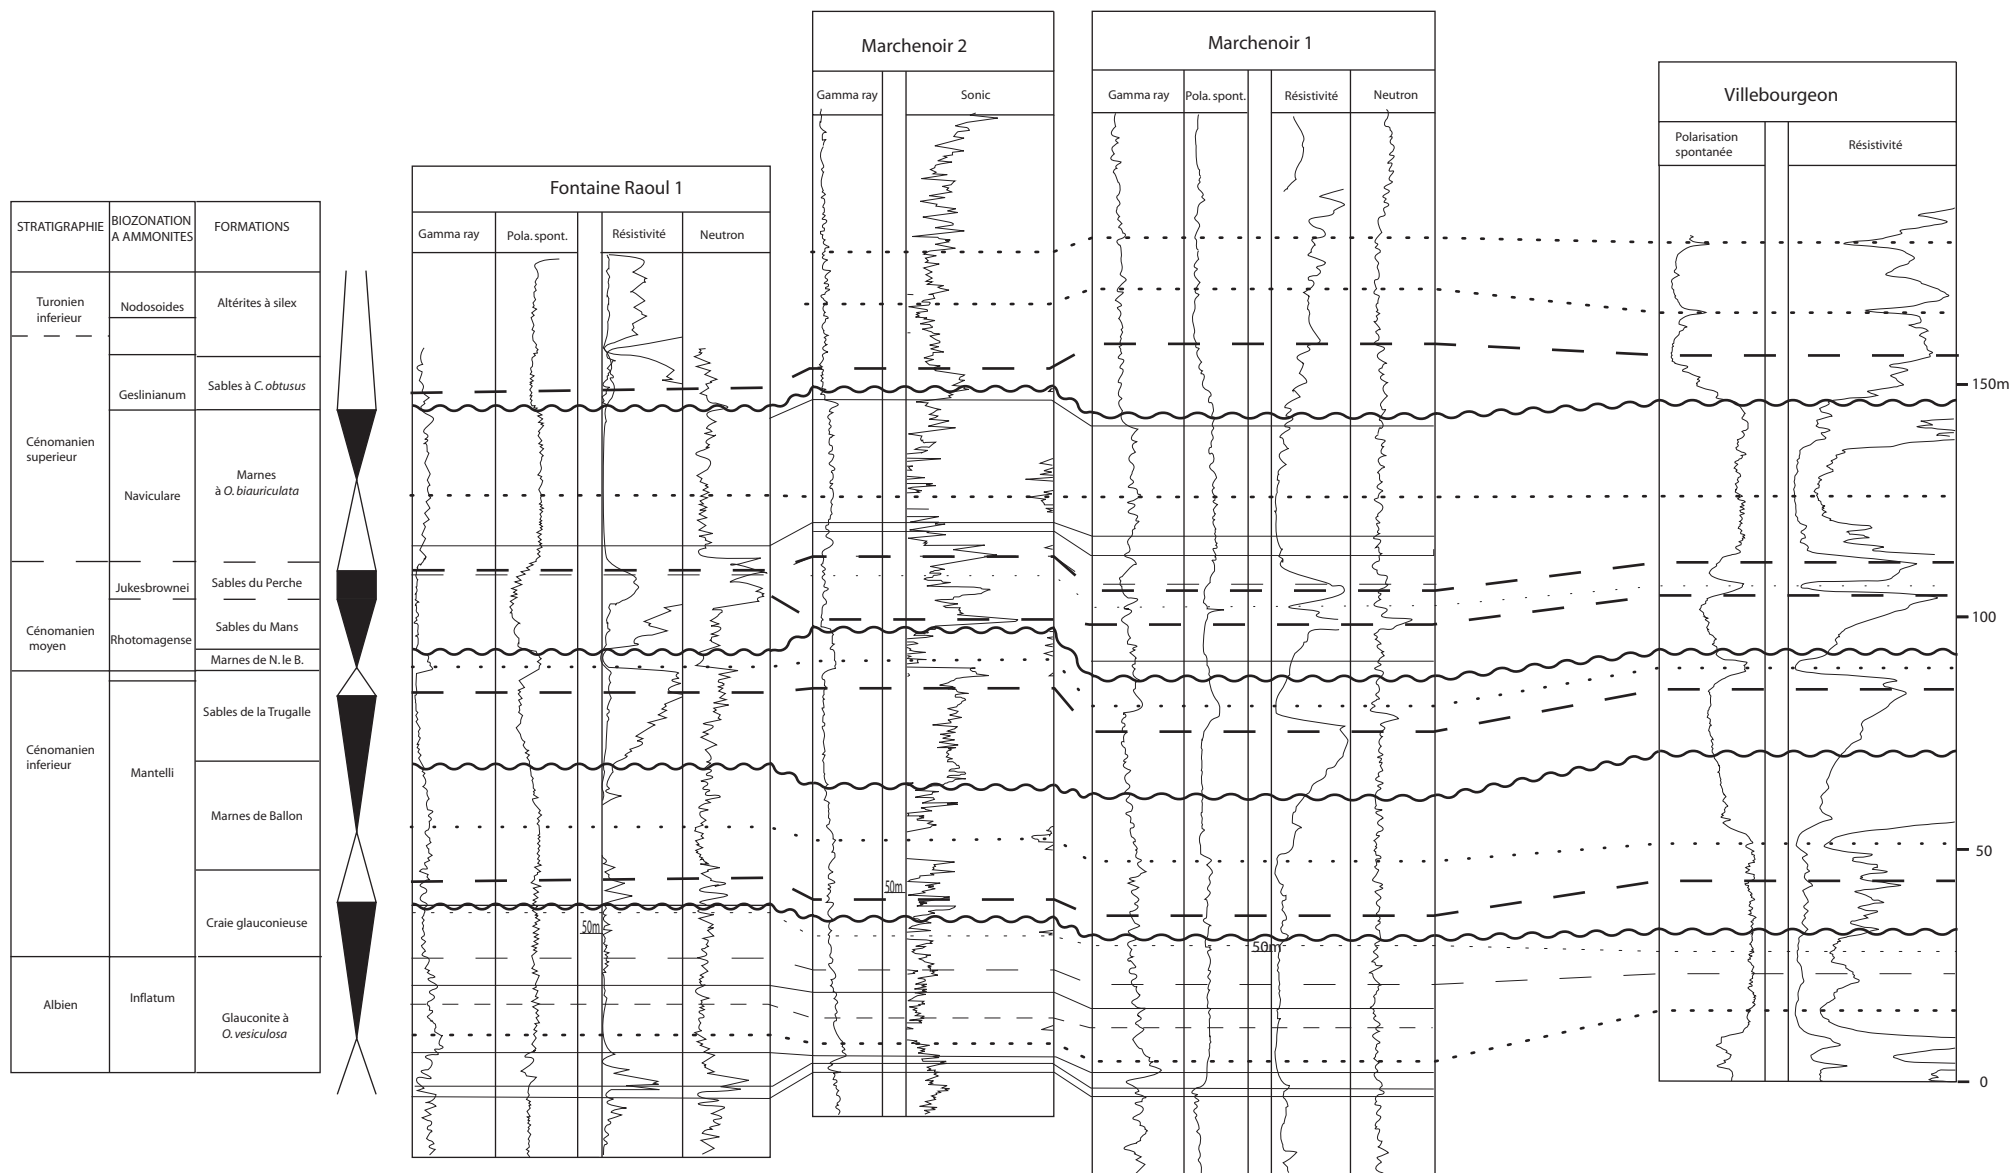 STRATIGRAPHIE
BIOZONATION
A AMMONITES
FORMATIONS
Turonien
inferieur
Nodosoides
Altérites à silex
Geslinianum
Sables à C. obtusus
Cénomanien
superieur
Naviculare
Marnes
à O. biauriculata
Jukesbrownei
Sables du Perche
Cénomanien
moyen
Rhotomagense
Sables du Mans
Marnes de N. le B.
Sables de la Trugalle
Cénomanien
inferieur
Mantelli
Marnes de Ballon
Craie glauconieuse
Albien
Inflatum
Glauconite à
O. vesiculosa
Fontaine Raoul 1
Gamma ray
Pola. spont.
Résistivité
Neutron
50m
Marchenoir 2
Gamma ray
Sonic
50m
Marchenoir 1
Gamma ray
Pola. spont.
Résistivité
Neutron
50m
Villebourgeon
Polarisation
spontanée
Résistivité
150m
100
50
0